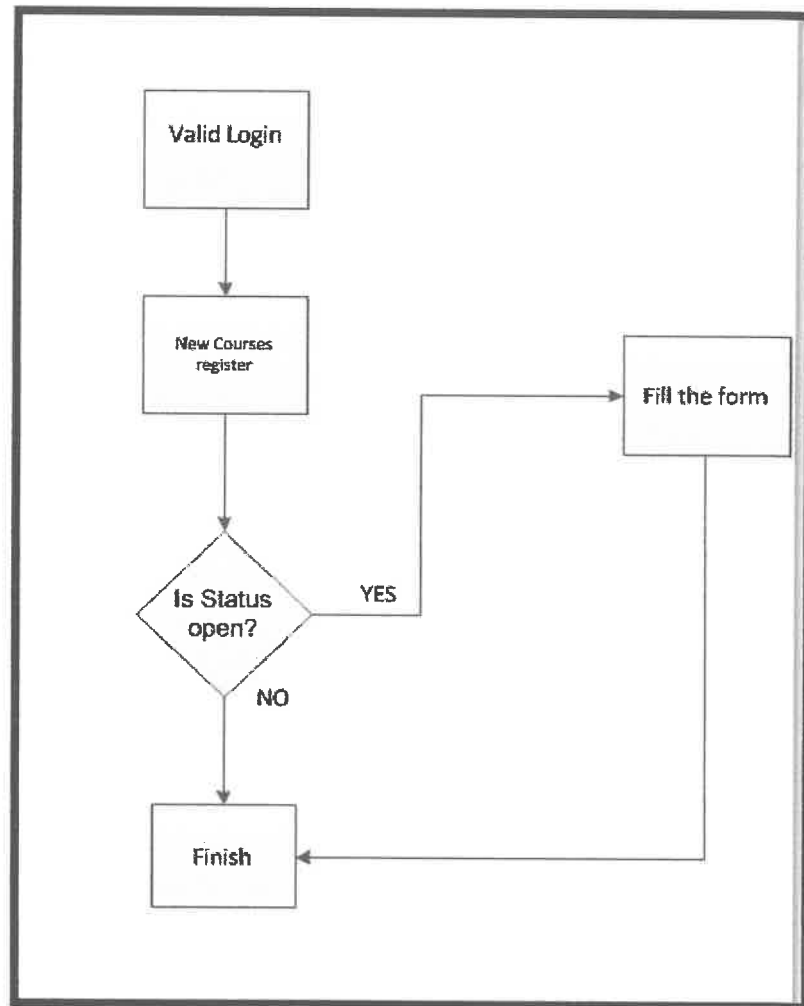 Valid Login
New Courses
register
Fill the form
Is Status
open?
YES
NO
Finish